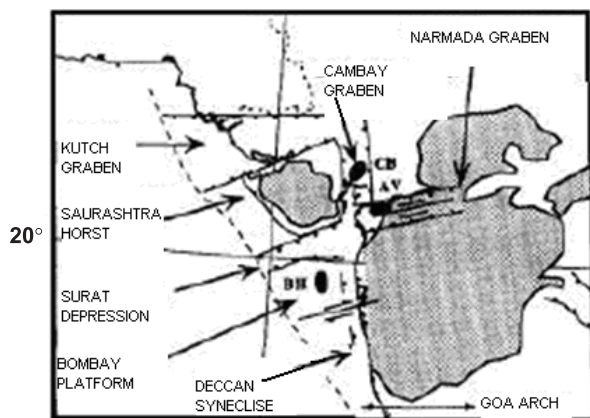 NARMADA GRABEN
CAMBAY
GRABEN
KUTCH
GRABEN
CB
AV
SAURASHTRA
HORST
20°
SURAT
DEPRESSION
BH
BOMBAY
PLATFORM
DECCAN
SYNECLISE
GOA ARCH